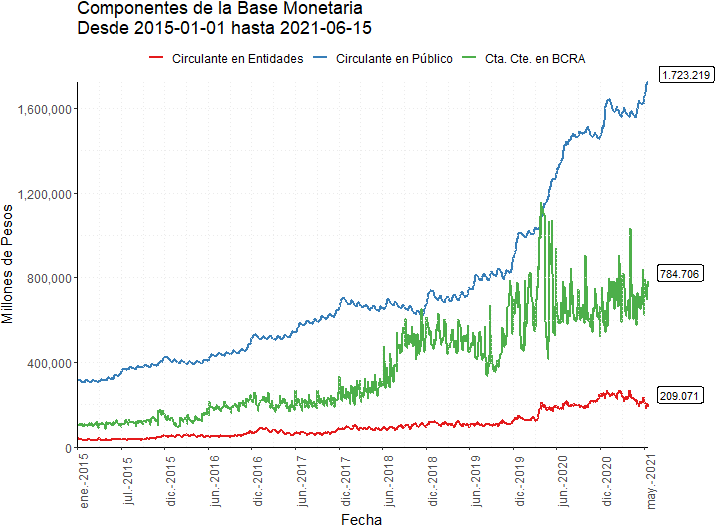 Componentes de la Base Monetaria
Desde 2015-01-01 hasta 2021-06-15
Circulante en Entidades Circulante en Público Cta. Cte. en BCRA
1.723.219
1,600,000
1,200,000
784.706
800,000
400,000
209.071
0
Millones de Pesos
ene.-2015 jul.-2015 dic.-2015 jun.-2016 dic.-2016 jun.-2017 dic.-2017 jun.-2018 dic.-2018 jun.-2019 dic.-2019 jun.-2020 dic.-2020 may.-2021
Fecha